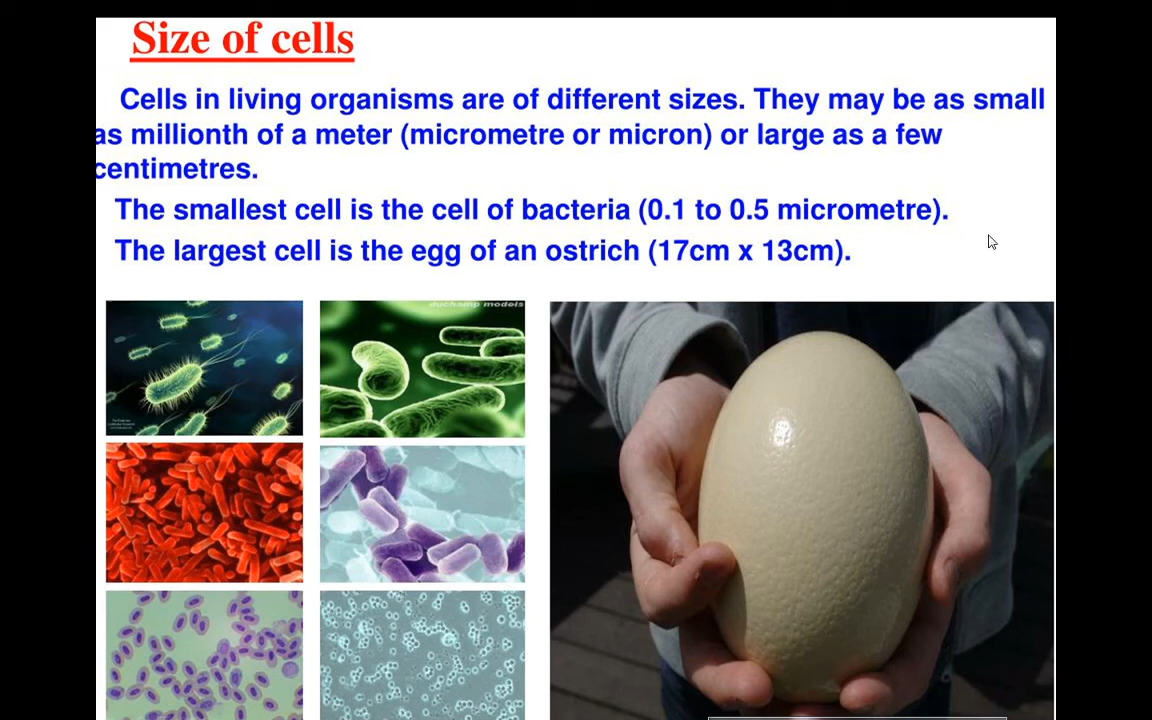 Size of cells
Cells in living organisms are of different sizes. They may be as small
as millionth of a meter (micrometre or micron) or large as a few
centimetres.
The smallest cell is the cell of bacteria (0.1 to 0.5 micrometre).
The largest cell is the egg of an ostrich (17cm x 13cm).
duchamp models